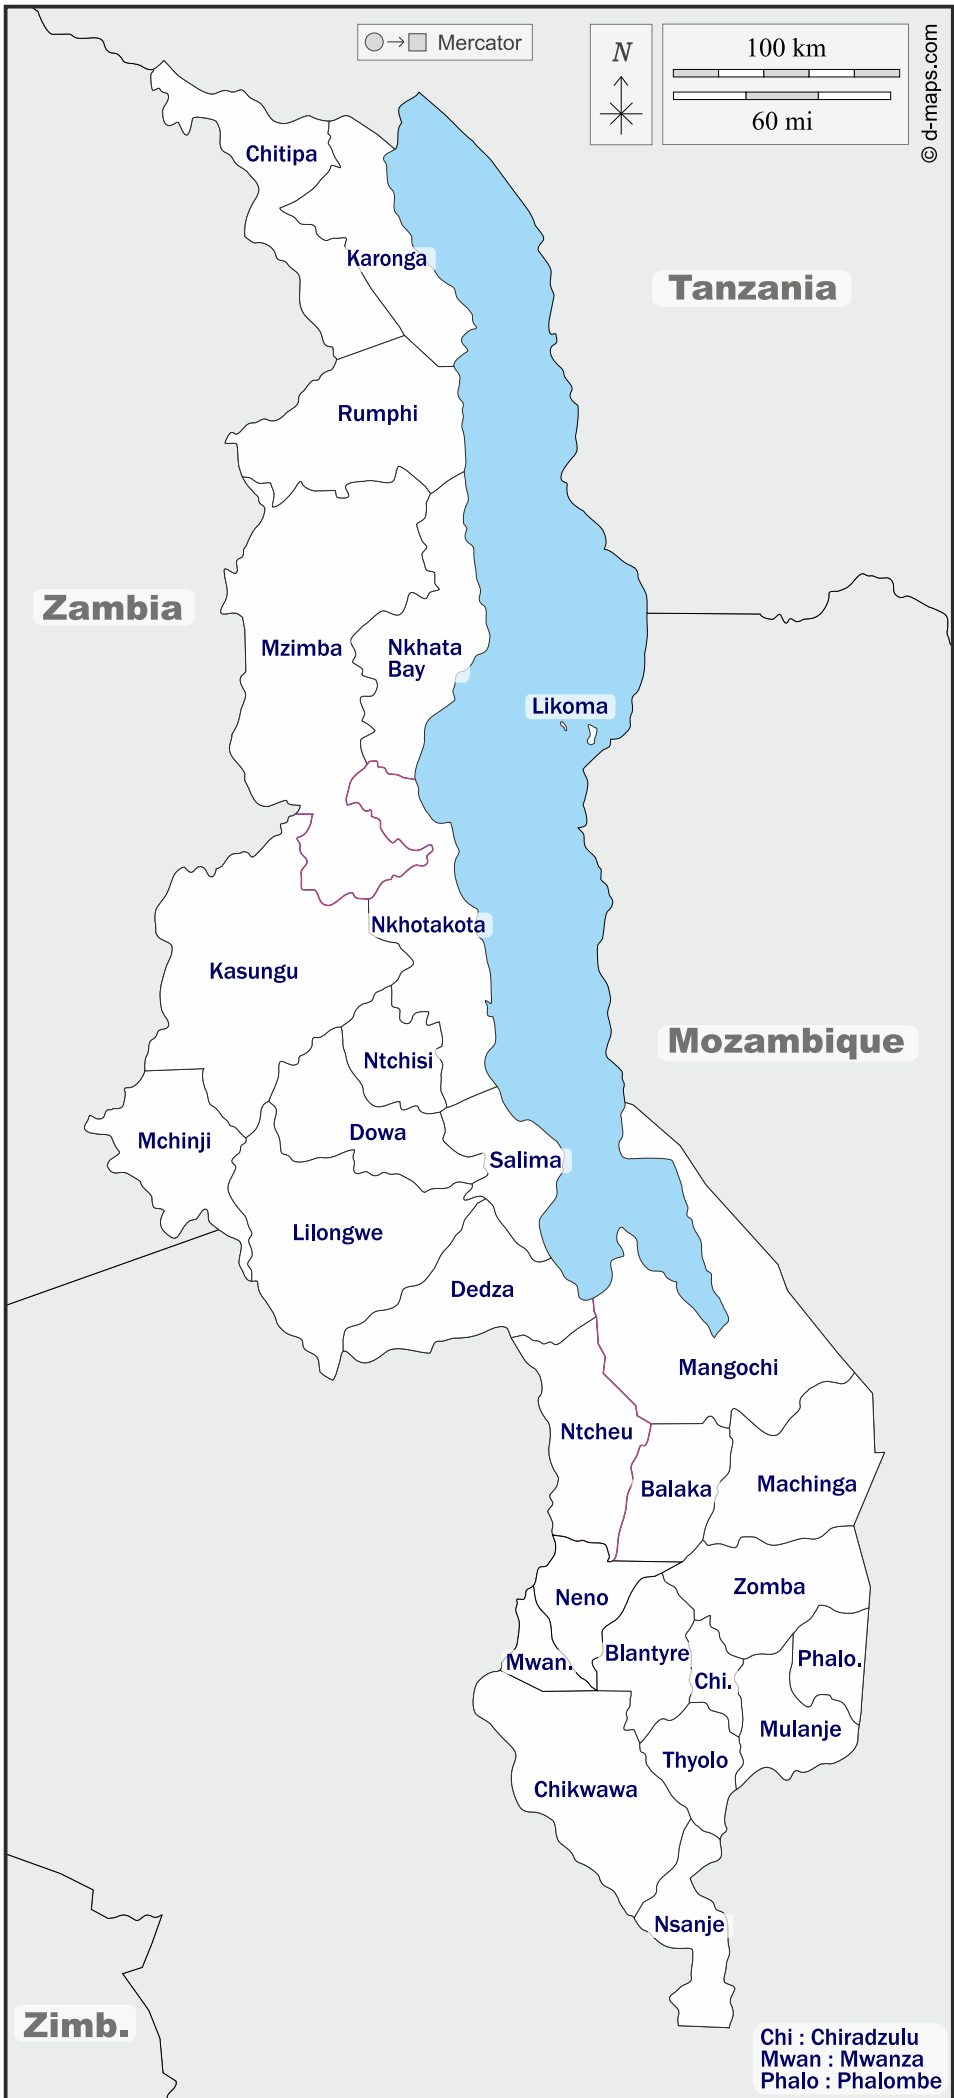 Mercator
N
100 km
60 mi
© d-maps.com
Chitipa
Karonga
Tanzania
Rumphi
Zambia
Mzimba
Nkhata
Bay
Likoma
Nkhotakota
Kasungu
Mozambique
Ntchisi
Dowa
Mchinji
Salima
Lilongwe
Dedza
Mangochi
Ntcheu
Balaka
Machinga
Zomba
Neno
Blantyre
Phalo.
Mwan.
Chi.
Mulanje
Thyolo
Chikwawa
Nsanje
Zimb.
Chi : Chiradzulu
Mwan : Mwanza
Phalo : Phalombe